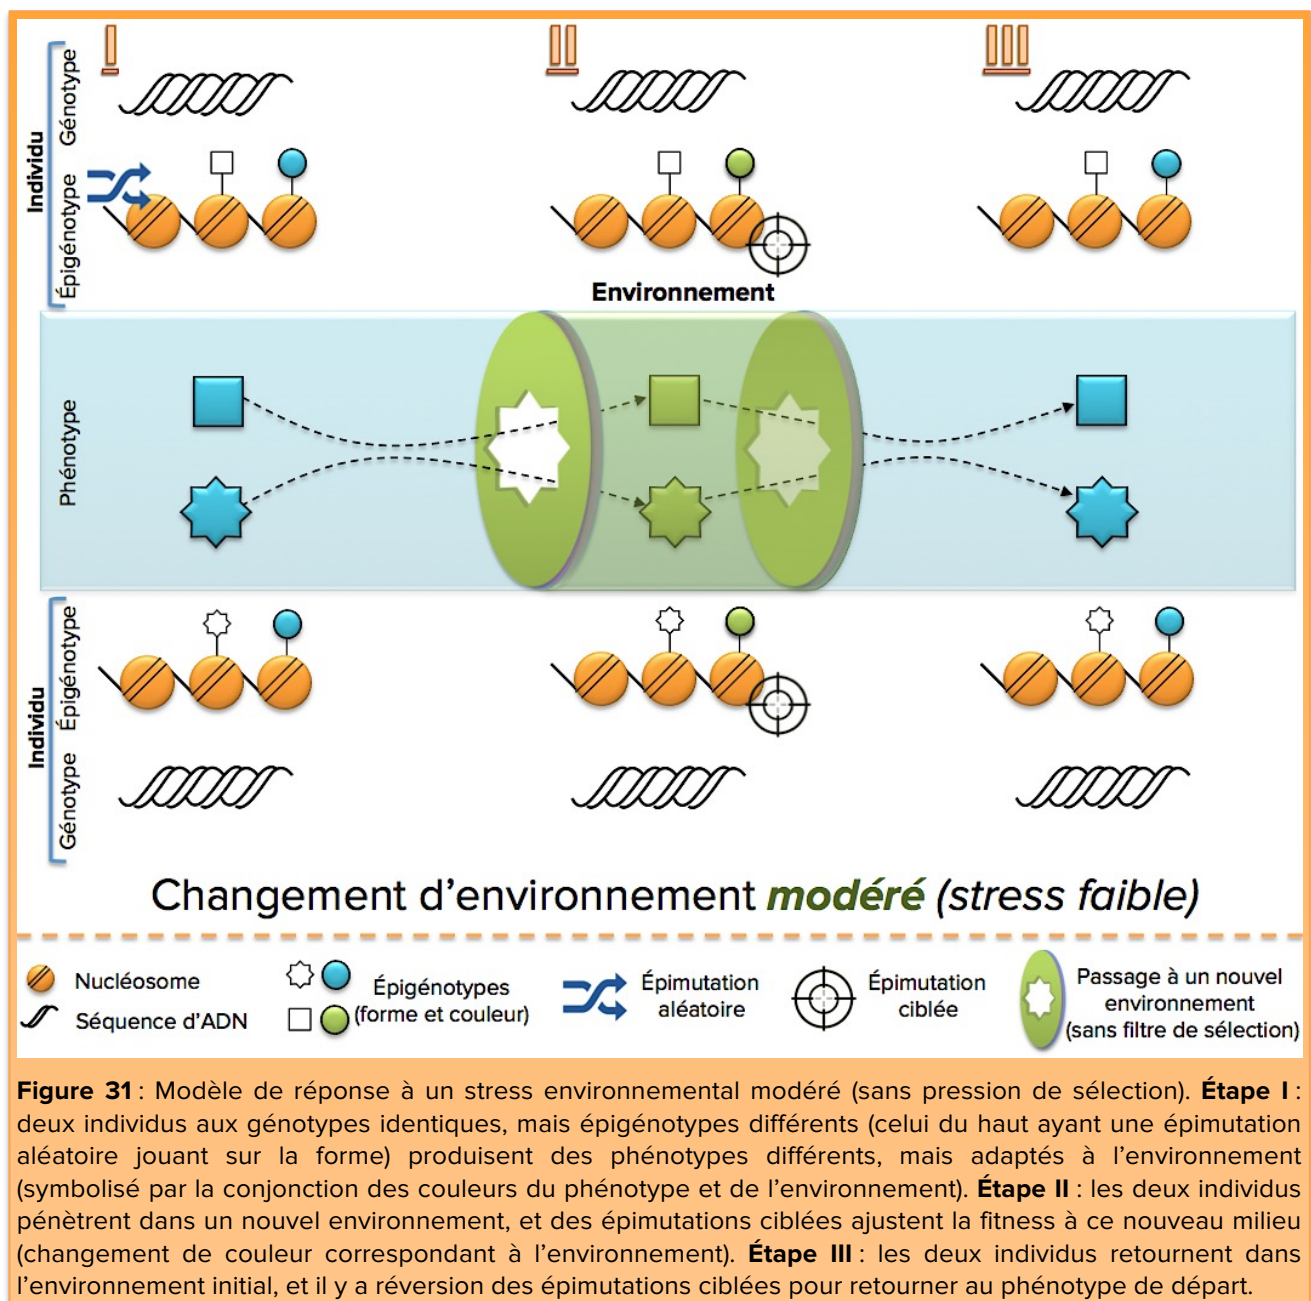 I
II
III
Individu
Génotype
Épigénotype
Environnement
Phénotype
Individu
Épigénotype
Génotype
Changement d’environnement modéré (stress faible)
Nucléosome
Séquence d’ADN
Épigénotypes
(forme et couleur)
Épimutation
aléatoire
Épimutation
ciblée
Passage à un nouvel
environnement
(sans filtre de sélection)
Figure 31 : Modèle de réponse à un stress environnemental modéré (sans pression de sélection). Étape I :
deux individus aux génotypes identiques, mais épigénotypes différents (celui du haut ayant une épimutation
aléatoire jouant sur la forme) produisent des phénotypes différents, mais adaptés à l’environnement
(symbolisé par la conjonction des couleurs du phénotype et de l’environnement). Étape II : les deux individus
pénètrent dans un nouvel environnement, et des épimutations ciblées ajustent la fitness à ce nouveau milieu
(changement de couleur correspondant à l’environnement). Étape III : les deux individus retournent dans
l’environnement initial, et il y a réversion des épimutations ciblées pour retourner au phénotype de départ.